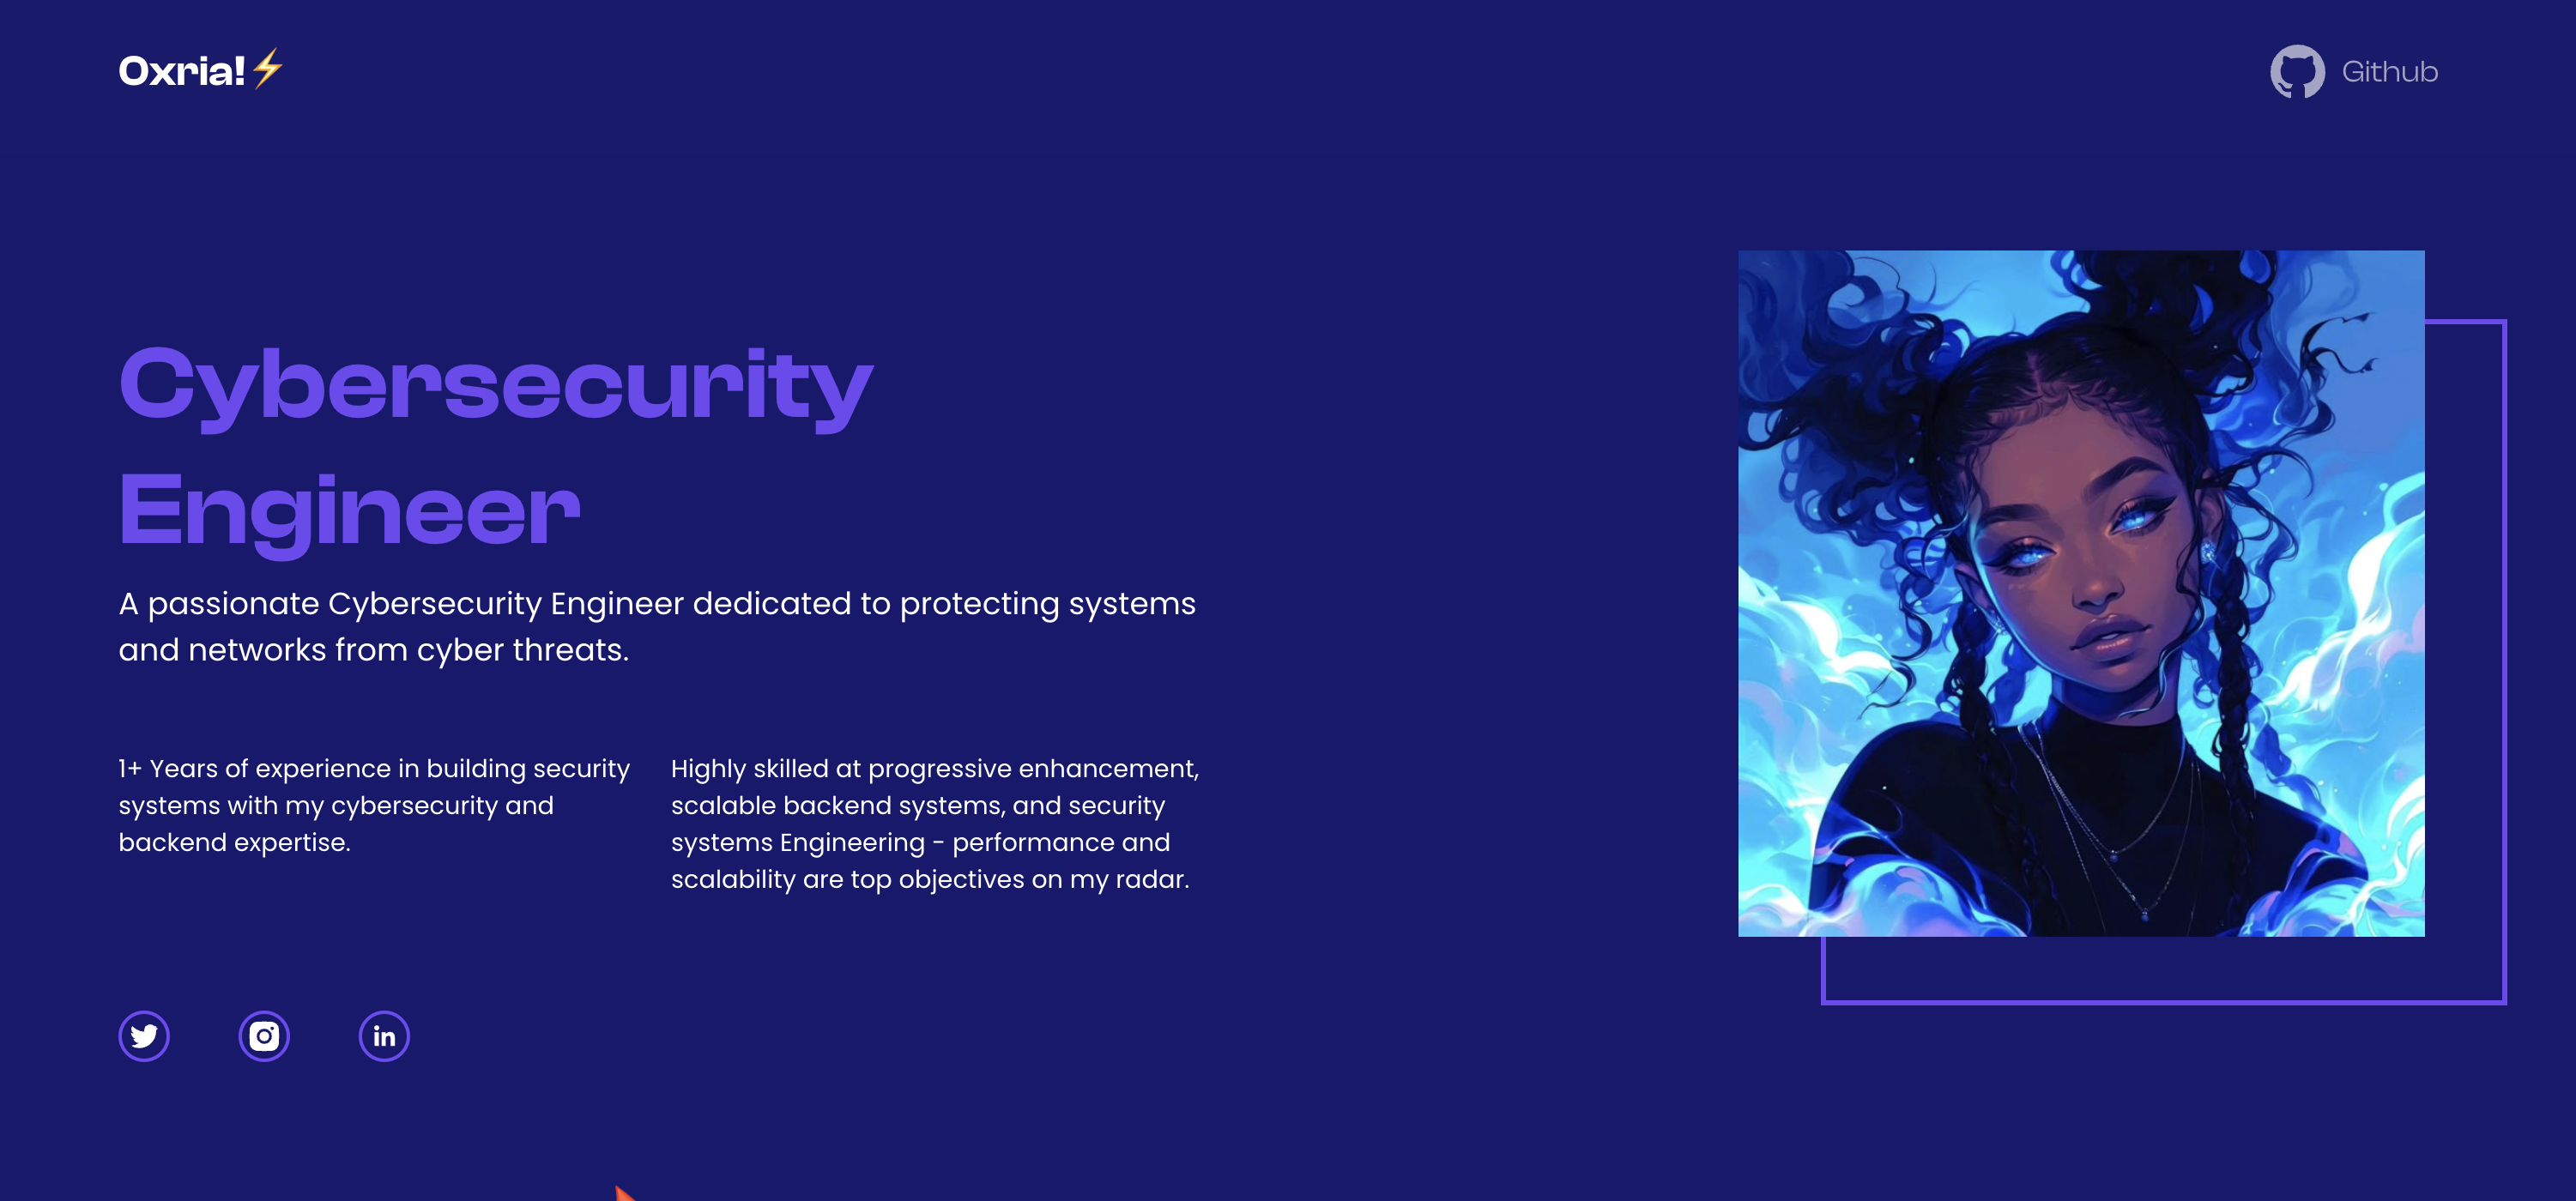 Oxria!⚡
Github
Cybersecurity
Engineer
A passionate Cybersecurity Engineer dedicated to protecting systems
and networks from cyber threats.
1+ Years of experience in building security
systems with my cybersecurity and
backend expertise.
Highly skilled at progressive enhancement,
scalable backend systems, and security
systems Engineering - performance and
scalability are top objectives on my radar.
in